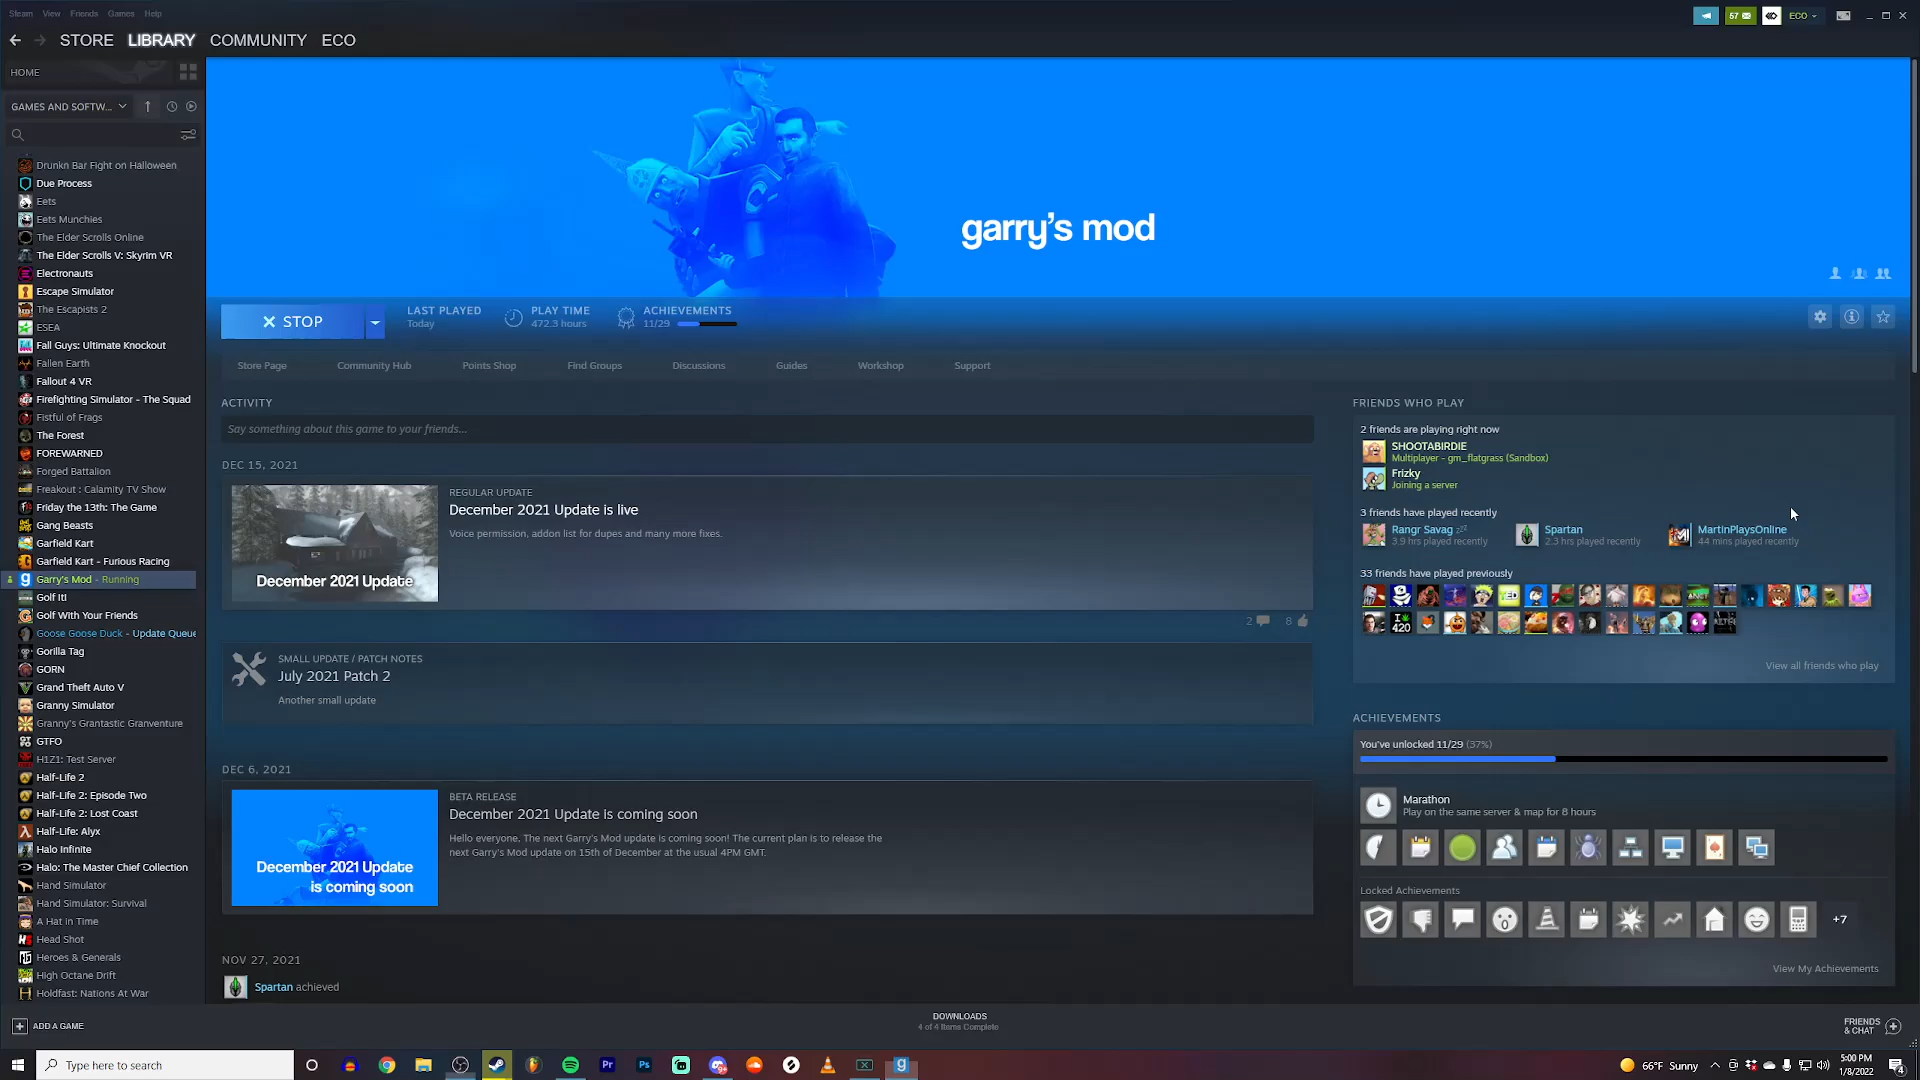 Steam View Friends Games Help
57
ECO
STORE LIBRARY COMMUNITY ECO
HOME
GAMES AND SOFTW...
Drunkn Bar Fight on Halloween
Due Process
Eets
Eets Munchies
The Elder Scrolls Online
The Elder Scrolls V: Skyrim VR
Electronauts
Escape Simulator
The Escapists 2
ESEA
Fall Guys: Ultimate Knockout
Fallen Earth
Fallout 4 VR
Firefighting Simulator - The Squad
Fistful of Frags
The Forest
FOREWARNED
Forged Battalion
Freakout : Calamity TV Show
Friday the 13th: The Game
Gang Beasts
Garfield Kart
Garfield Kart - Furious Racing
Garry's Mod - Running
Golf It!
Golf With Your Friends
Goose Goose Duck - Update Queue
Gorilla Tag
GORN
Grand Theft Auto V
Granny Simulator
Granny's Grantastic Granventure
GTFO
H1Z1: Test Server
Half-Life 2
Half-Life 2: Episode Two
Half-Life 2: Lost Coast
Half-Life: Alyx
Halo Infinite
Halo: The Master Chief Collection
Hand Simulator
Hand Simulator: Survival
A Hat in Time
Head Shot
Heroes & Generals
High Octane Drift
Holdfast: Nations At War
ADD A GAME
garry's mod
STOP
LAST PLAYED
Today
PLAY TIME
472.3 hours
ACHIEVEMENTS
11/29
Store Page Community Hub Points Shop Find Groups Discussions Guides Workshop Support
ACTIVITY
Say something about this game to your friends...
DEC 15, 2021
December 2021 Update
REGULAR UPDATE
December 2021 Update is live
Voice permission, addon list for dupes and many more fixes.
2 8
SMALL UPDATE / PATCH NOTES
July 2021 Patch 2
Another small update
DEC 6, 2021
December 2021 Update
is coming soon
BETA RELEASE
December 2021 Update is coming soon
Hello everyone. The next Garry's Mod update is coming soon! The current plan is to release the
next Garry's Mod update on 15th of December at the usual 4PM GMT.
NOV 27, 2021
Spartan achieved
FRIENDS WHO PLAY
2 friends are playing right now
SHOOTABIRDIE
Multiplayer - gm_flatgrass (Sandbox)
Frizky
Joining a server
3 friends have played recently
Rangr Savag zzz
3.9 hrs played recently
Spartan
2.3 hrs played recently
MartinPlaysOnline
44 mins played recently
33 friends have played previously
View all friends who play
ACHIEVEMENTS
You've unlocked 11/29 (37%)
Marathon
Play on the same server & map for 8 hours
Locked Achievements
+7
View My Achievements
DOWNLOADS
4 of 4 Items Complete
FRIENDS
& CHAT
Type here to search
Pr
Ps
66°F Sunny
5:00 PM
1/8/2022
4